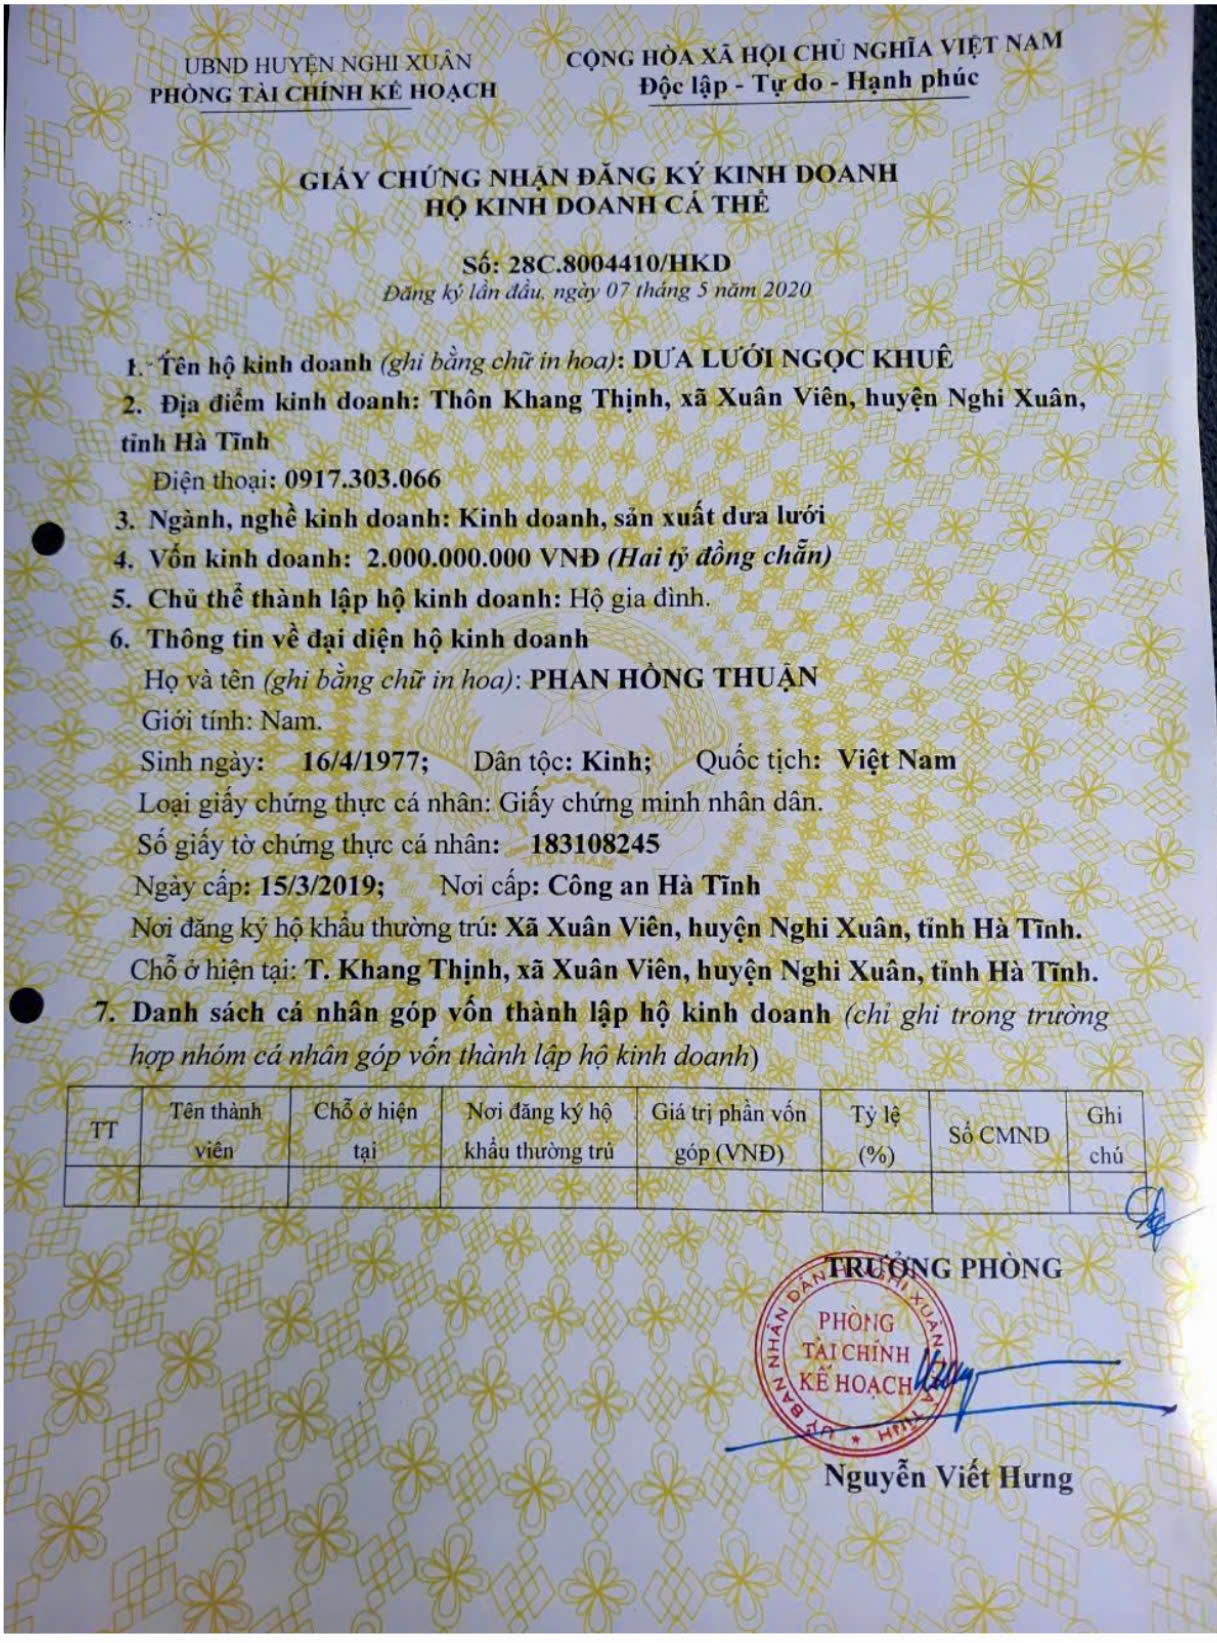 UBND HUYỆN NGHI XUÂN
PHÒNG TÀI CHÍNH KẾ HOẠCH
CỘNG HÒA XÃ HỘI CHỦ NGHĨA VIỆT NAM
Độc lập - Tự do - Hạnh phúc
GIẤY CHỨNG NHẬN ĐĂNG KÝ KINH DOANH
HỘ KINH DOANH CÁ THỂ
Số: 28C.8004410/HKD
Đăng ký lần đầu, ngày 07 tháng 5 năm 2020
1. Tên hộ kinh doanh (ghi bằng chữ in hoa): DƯA LƯỚI NGỌC KHUÊ
2. Địa điểm kinh doanh: Thôn Khang Thịnh, xã Xuân Viên, huyện Nghi Xuân,
tỉnh Hà Tĩnh
Điện thoại: 0917.303.066
3. Ngành, nghề kinh doanh: Kinh doanh, sản xuất dưa lưới
4. Vốn kinh doanh: 2.000.000.000 VNĐ (Hai tỷ đồng chẵn)
5. Chủ thể thành lập hộ kinh doanh: Hộ gia đình.
6. Thông tin về đại diện hộ kinh doanh
Họ và tên (ghi bằng chữ in hoa): PHAN HỒNG THUẬN
Giới tính: Nam.
Sinh ngày: 16/4/1977; Dân tộc: Kinh; Quốc tịch: Việt Nam
Loại giấy chứng thực cá nhân: Giấy chứng minh nhân dân.
Số giấy tờ chứng thực cá nhân: 183108245
Ngày cấp: 15/3/2019; Nơi cấp: Công an Hà Tĩnh
Nơi đăng ký hộ khẩu thường trú: Xã Xuân Viên, huyện Nghi Xuân, tỉnh Hà Tĩnh.
Chỗ ở hiện tại: T. Khang Thịnh, xã Xuân Viên, huyện Nghi Xuân, tỉnh Hà Tĩnh.
7. Danh sách cá nhân góp vốn thành lập hộ kinh doanh (chỉ ghi trong trường
hợp nhóm cá nhân góp vốn thành lập hộ kinh doanh)
TT
Tên thành
viên
Chỗ ở hiện
tại
Nơi đăng ký hộ
khẩu thường trú
Giá trị phần vốn
góp (VNĐ)
Tỷ lệ
(%)
Số CMND
Ghi
chú
TRƯỞNG PHÒNG
PHÒNG
TÀI CHÍNH
KẾ HOẠCH
Nguyễn Viết Hưng